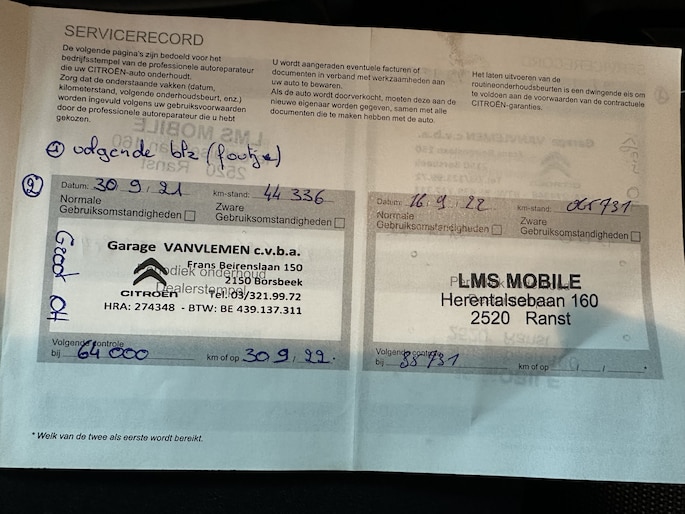 SERVICERECORD
De volgende pagina's zijn bedoeld voor het
bedrijfsstempel van de professionele autoreparateur
die uw CITROËN-auto onderhoudt.
Zorg dat de onderstaande vakken (datum,
kilometerstand, volgende onderhoudsbeurt, enz.)
worden ingevuld volgens uw gebruiksvoorwaarden
door de professionele autoreparateur die u hebt
gekozen.
U wordt aangeraden eventuele facturen of
documenten in verband met werkzaamheden aan
uw auto te bewaren.
Als de auto wordt doorverkocht, moeten deze aan de
nieuwe eigenaar worden gegeven, samen met alle
documenten die te maken hebben met de auto.
Het laten uitvoeren van de
routineonderhoudsbeurten is een dwingende eis om
te voldoen aan de voorwaarden van de contractuele
CITROËN-garanties.
volgende blz (foutje)
2
Datum: 30 9 , 21 km-stand: 44 336
Normale
Gebruiksomstandigheden
Zware
Gebruiksomstandigheden
Groot OH
Garage VANVLEMEN c.v.b.a.
Frans Beirenslaan 150
Periodiek onderhoud
2150 Borsbeek
Dealerstempel
CITROËN Tel. 03/321.99.72
HRA: 274348 - BTW: BE 439.137.311
Volgende controle
bij 64 000 km of op 30 9 , 22 *
Datum: 16 9 , 22 km-stand:
Normale
Gebruiksomstandigheden
Zware
Gebruiksomstandigheden
LMS MOBILE
Herentalsebaan 160
2520 Ranst
Volgende controle
bij km of op / / *
* Welk van de twee als eerste wordt bereikt.